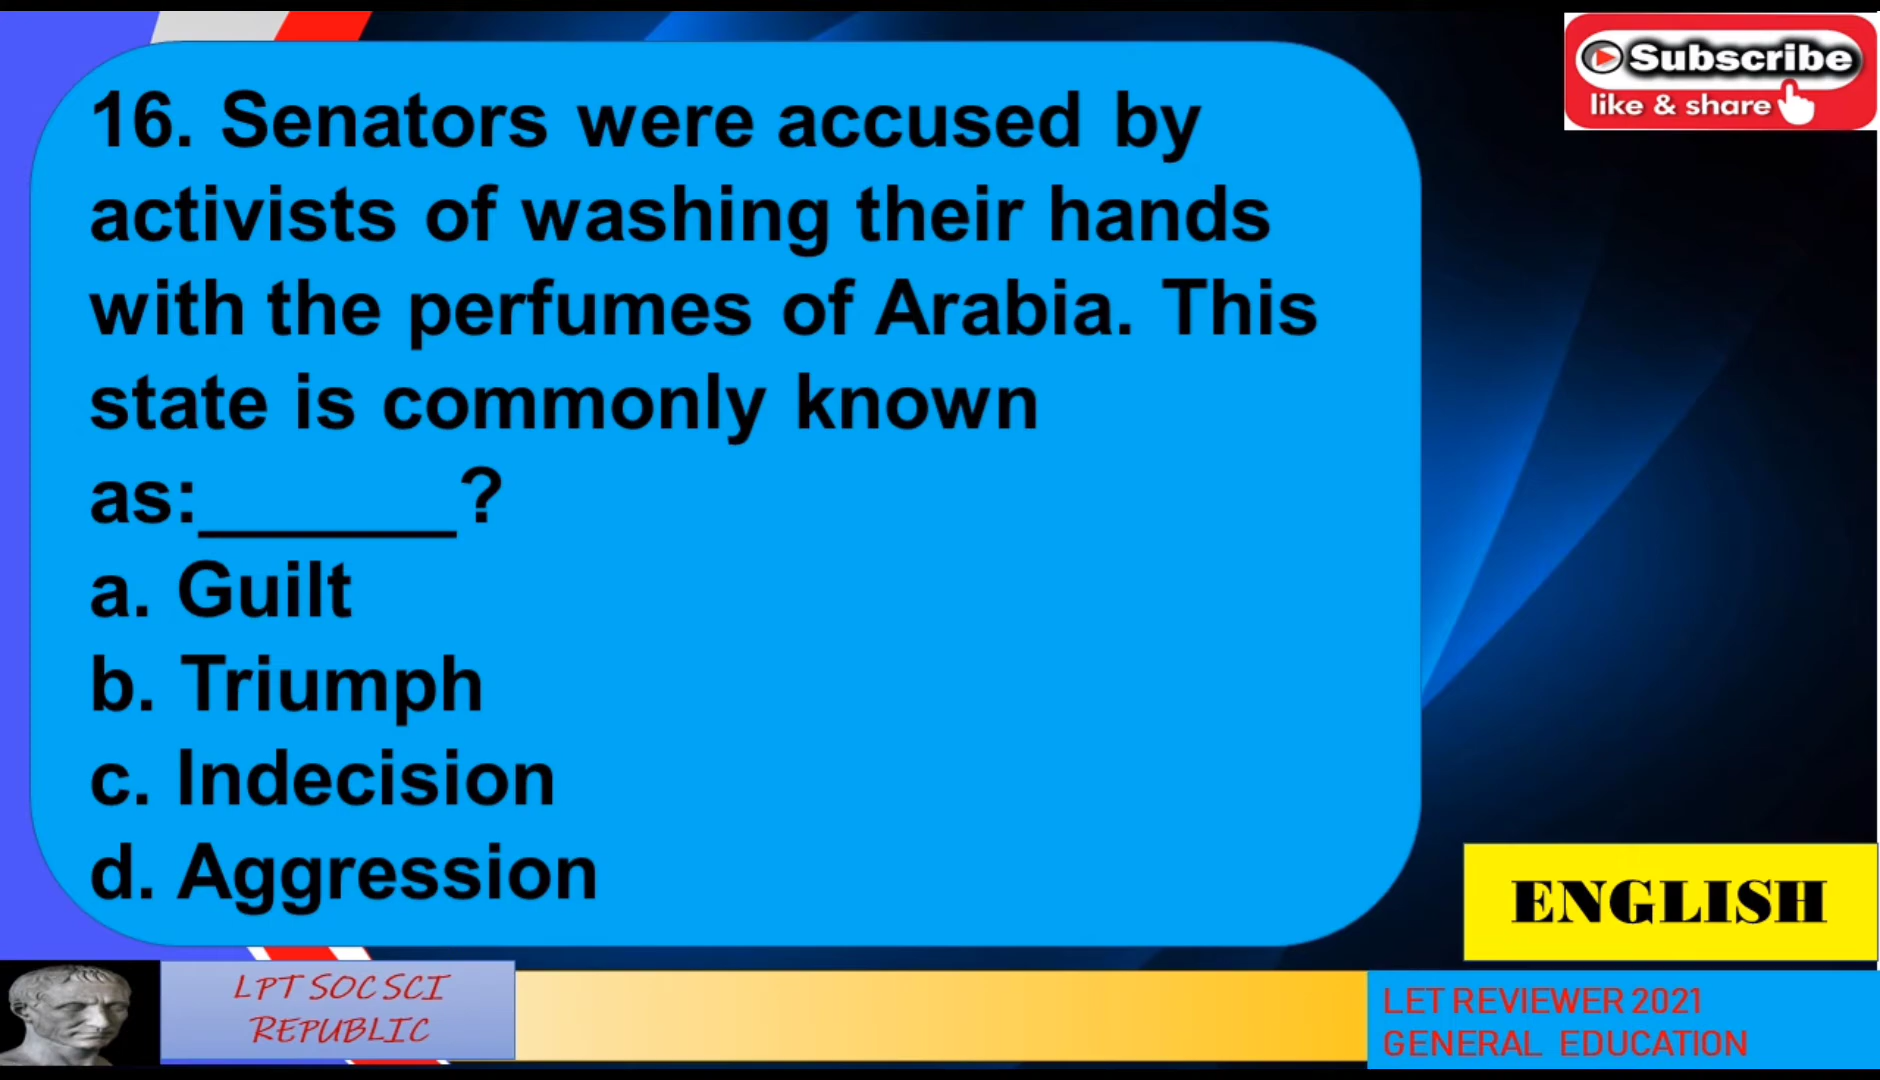 Subscribe
like & share
16. Senators were accused by
activists of washing their hands
with the perfumes of Arabia. This
state is commonly known
as:_______?
a. Guilt
b. Triumph
c. Indecision
d. Aggression
ENGLISH
LPT SOC SCI
REPUBLIC
LET REVIEWER 2021
GENERAL EDUCATION